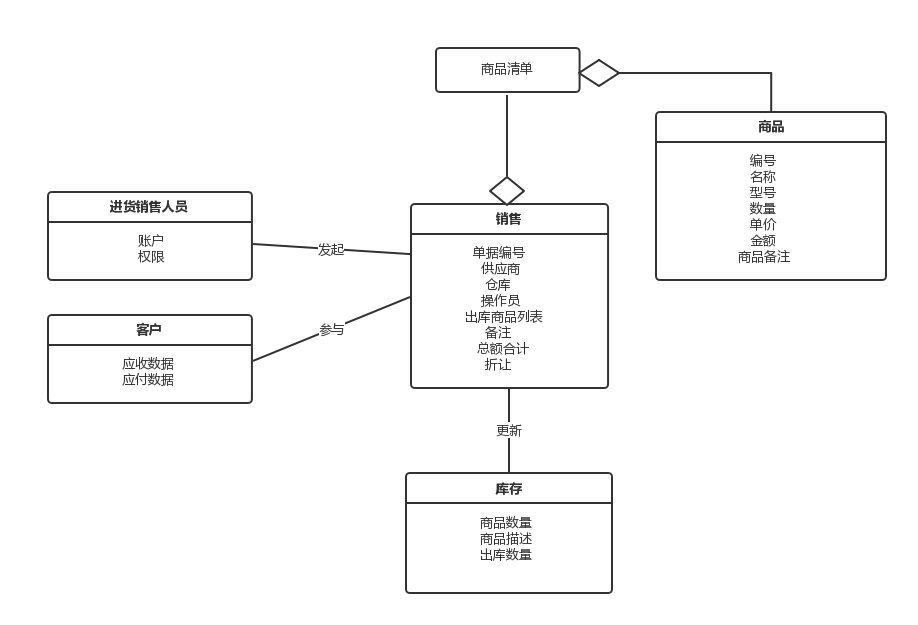 商品清单
商品
编号
名称
型号
数量
单价
金额
商品备注
进货销售人员
账户
权限
发起
销售
单据编号
供应商
仓库
操作员
出库商品列表
备注
总额合计
折让
客户
应收数据
应付数据
参与
更新
库存
商品数量
商品描述
出库数量